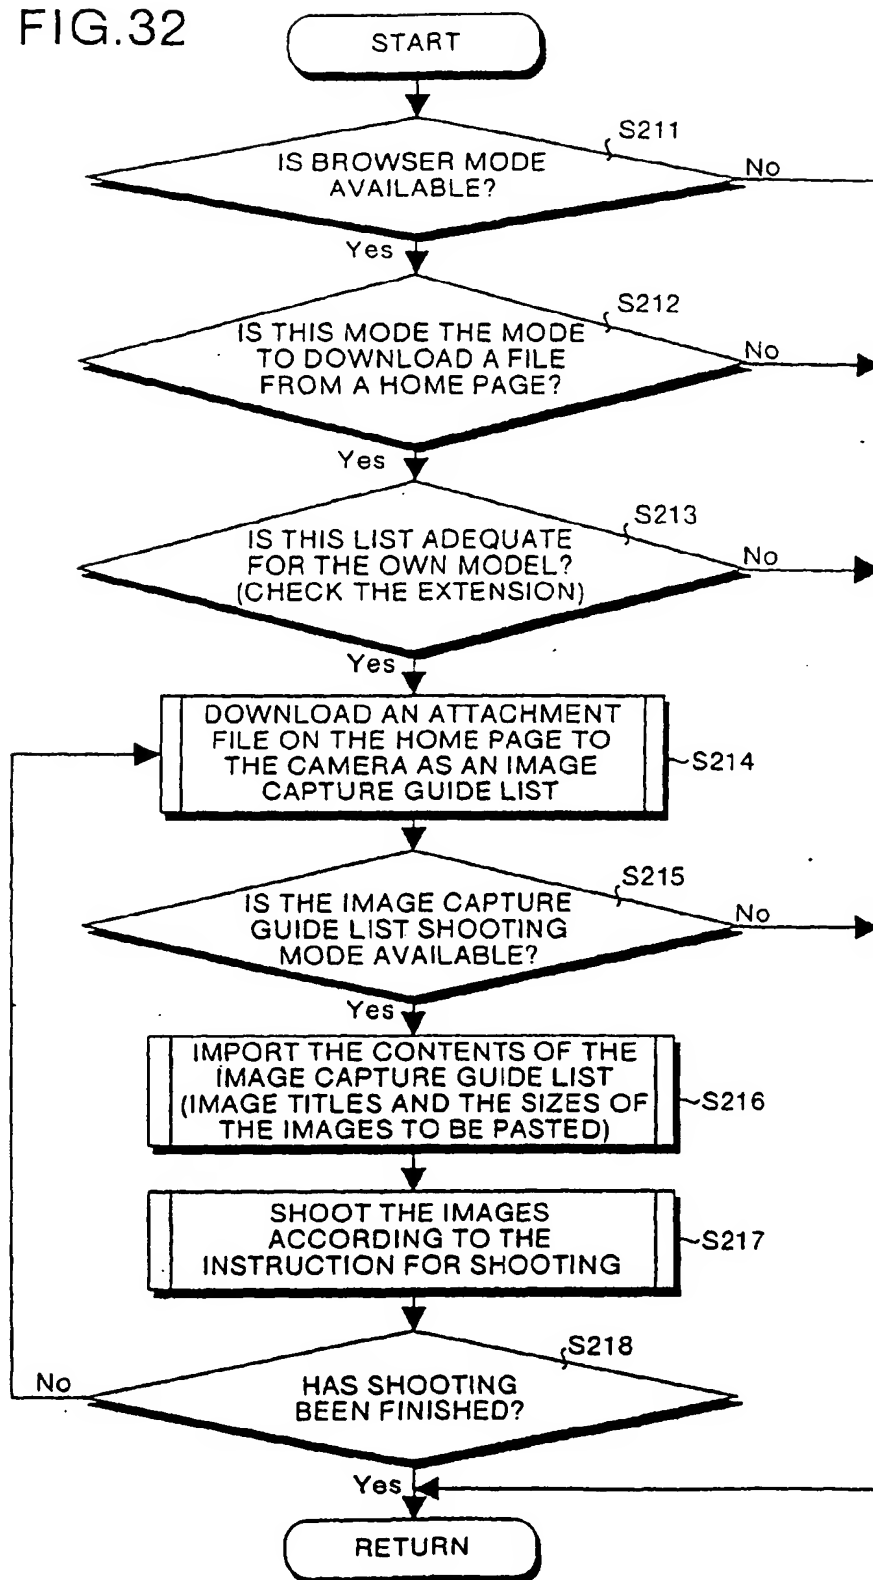 FIG.32
START
S211
IS BROWSER MODE
AVAILABLE?
No
Yes
S212
IS THIS MODE THE MODE
TO DOWNLOAD A FILE
FROM A HOME PAGE?
No
Yes
S213
IS THIS LIST ADEQUATE
FOR THE OWN MODEL?
(CHECK THE EXTENSION)
No
Yes
DOWNLOAD AN ATTACHMENT
FILE ON THE HOME PAGE TO
THE CAMERA AS AN IMAGE
CAPTURE GUIDE LIST
S214
S215
IS THE IMAGE CAPTURE
GUIDE LIST SHOOTING
MODE AVAILABLE?
No
Yes
IMPORT THE CONTENTS OF THE
IMAGE CAPTURE GUIDE LIST
(IMAGE TITLES AND THE SIZES OF
THE IMAGES TO BE PASTED)
S216
SHOOT THE IMAGES
ACCORDING TO THE
INSTRUCTION FOR SHOOTING
S217
S218
No
HAS SHOOTING
BEEN FINISHED?
Yes
RETURN